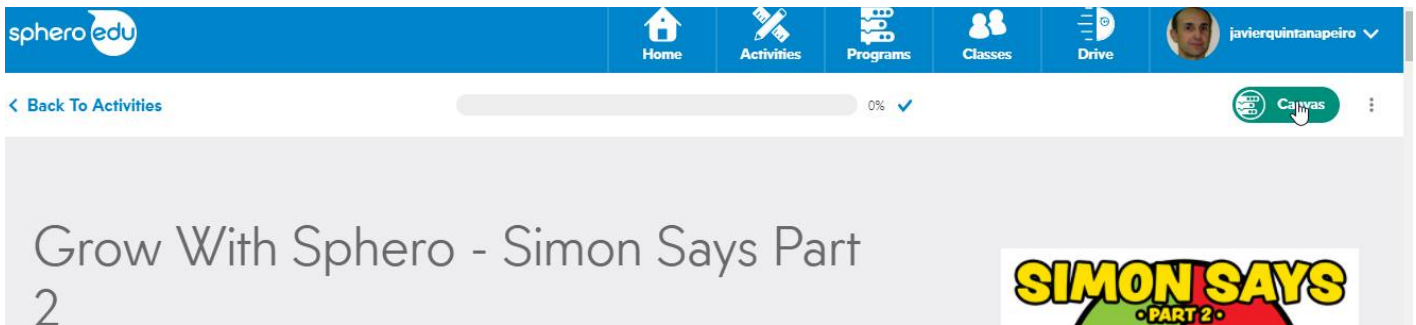 sphero edu
Home
Activities
Programs
Classes
Drive
javierquintanapeiro
Back To Activities
0%
Canvas
Grow With Sphero - Simon Says Part
2
SIMON SAYS
•PART 2•